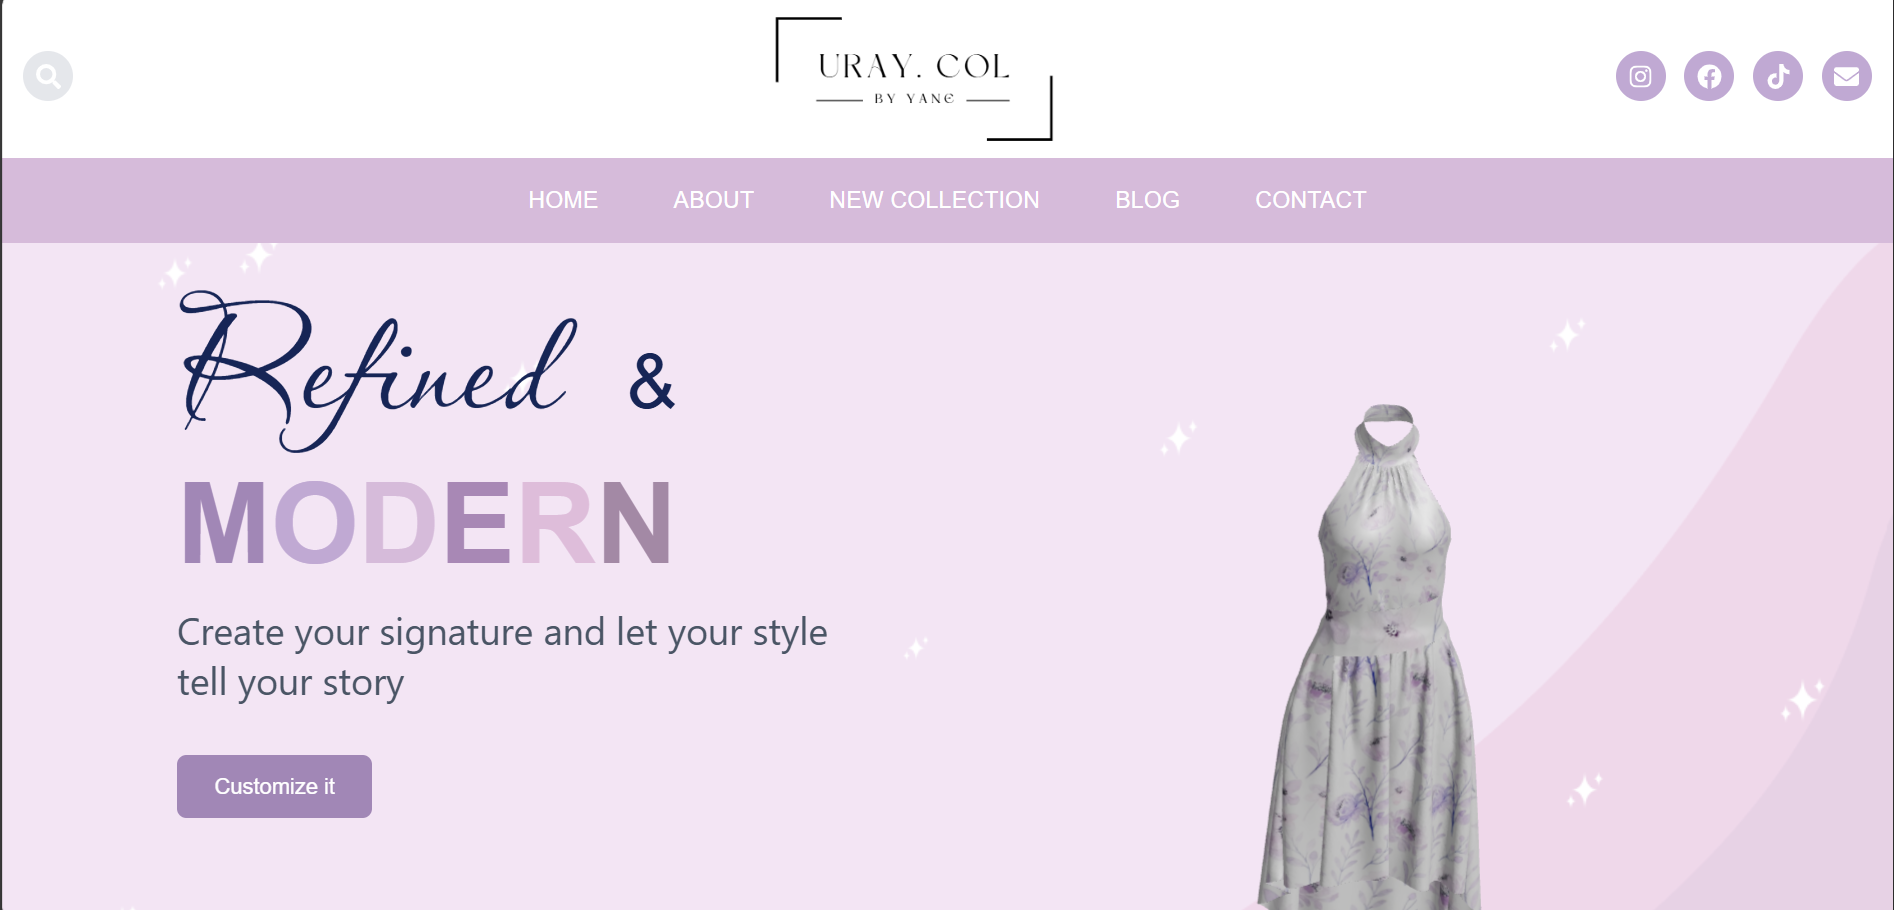 URAY. COL
BY YANE
HOME ABOUT NEW COLLECTION BLOG CONTACT
Refined &
MODERN
Create your signature and let your style
tell your story
Customize it